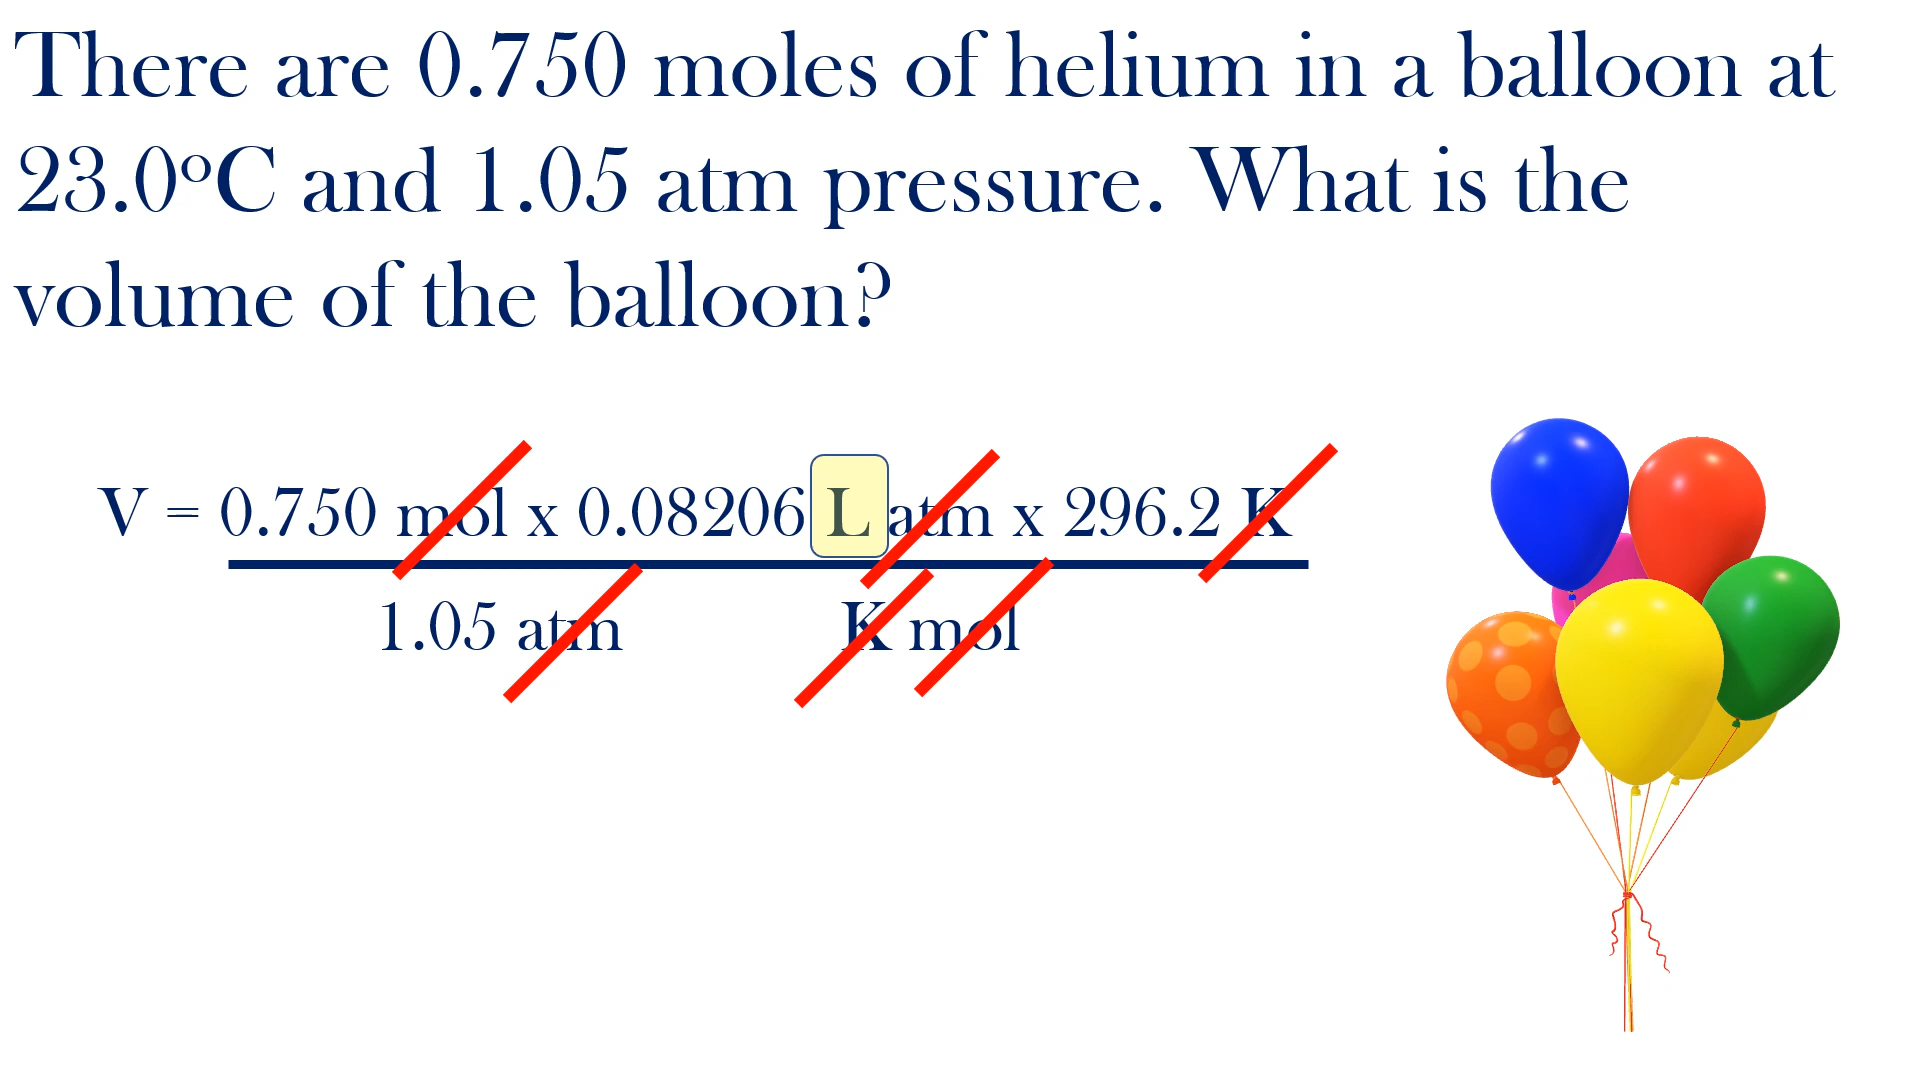 There are 0.750 moles of helium in a balloon at
23.0ºC and 1.05 atm pressure. What is the
volume of the balloon?
V = 0.750 mol x 0.08206 L atm x 296.2 K
1.05 atm K mol